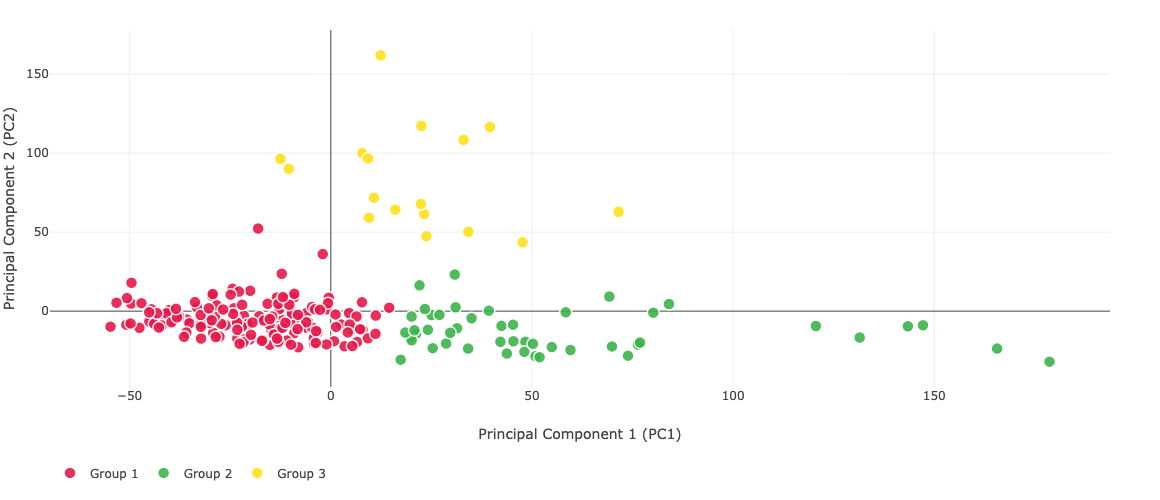 Principal Component 2 (PC2)
150
100
50
0
−50
0
50
100
150
Principal Component 1 (PC1)
Group 1
Group 2
Group 3